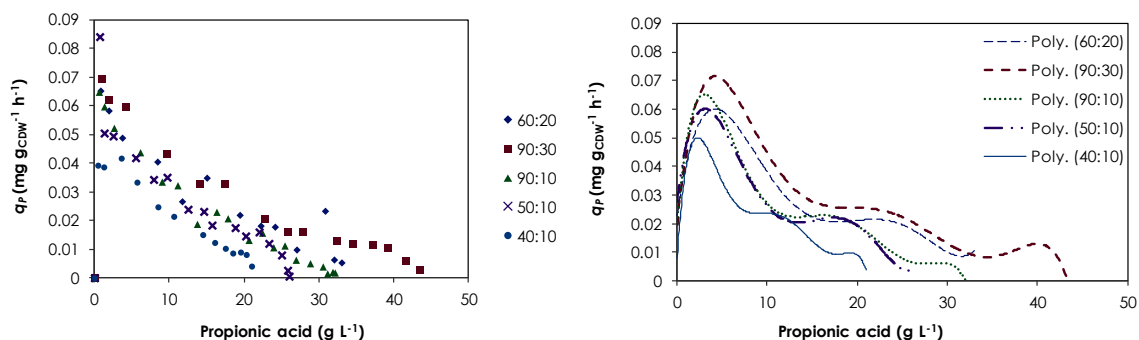 0.09
0.08
0.07
0.06
0.05
0.04
0.03
0.02
0.01
0
qP (mg gCDW-1 h-1)
0 10 20 30 40 50
Propionic acid (g L-1)
60:20
90:30
90:10
50:10
40:10
0.09
0.08
0.07
0.06
0.05
0.04
0.03
0.02
0.01
0
qP (mg gCDW-1 h-1)
0 10 20 30 40 50
Propionic acid (g L-1)
Poly. (60:20)
Poly. (90:30)
Poly. (90:10)
Poly. (50:10)
Poly. (40:10)